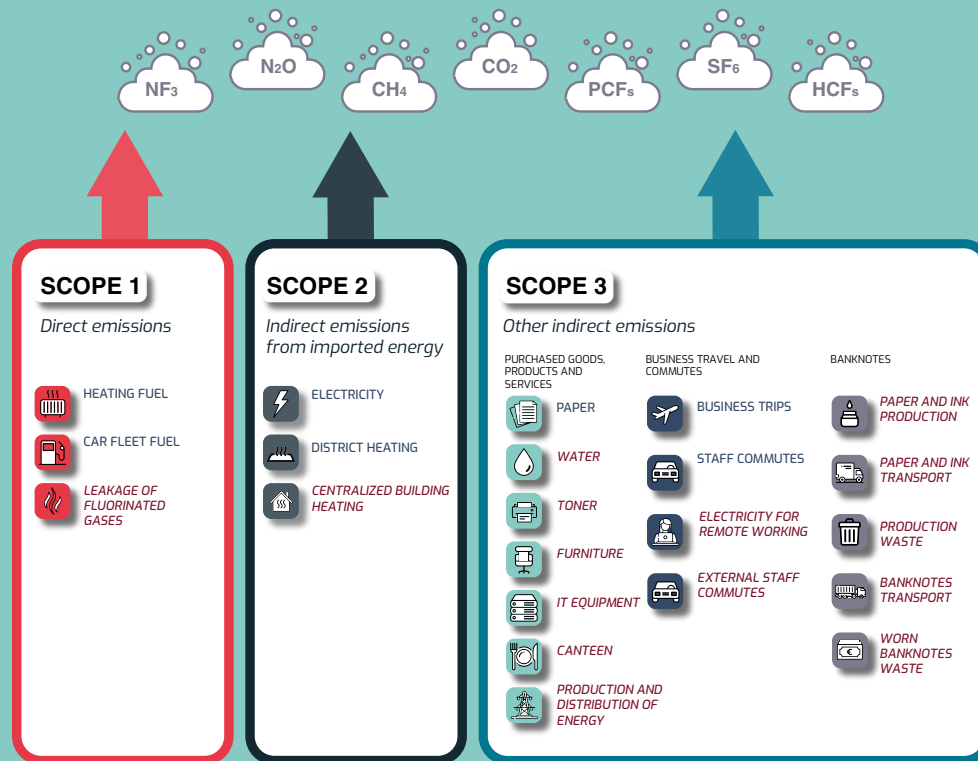 NF₃
N₂O
CH₄
CO₂
PCFs
SF₆
HCFs
SCOPE 1
Direct emissions
HEATING FUEL
CAR FLEET FUEL
LEAKAGE OF
FLUORINATED
GASES
SCOPE 2
Indirect emissions
from imported energy
ELECTRICITY
DISTRICT HEATING
CENTRALIZED BUILDING
HEATING
SCOPE 3
Other indirect emissions
PURCHASED GOODS,
PRODUCTS AND
SERVICES
PAPER
WATER
TONER
FURNITURE
IT EQUIPMENT
CANTEEN
PRODUCTION AND
DISTRIBUTION OF
ENERGY
BUSINESS TRAVEL AND
COMMUTES
BUSINESS TRIPS
STAFF COMMUTES
ELECTRICITY FOR
REMOTE WORKING
EXTERNAL STAFF
COMMUTES
BANKNOTES
PAPER AND INK
PRODUCTION
PAPER AND INK
TRANSPORT
PRODUCTION
WASTE
BANKNOTES
TRANSPORT
€
WORN
BANKNOTES
WASTE